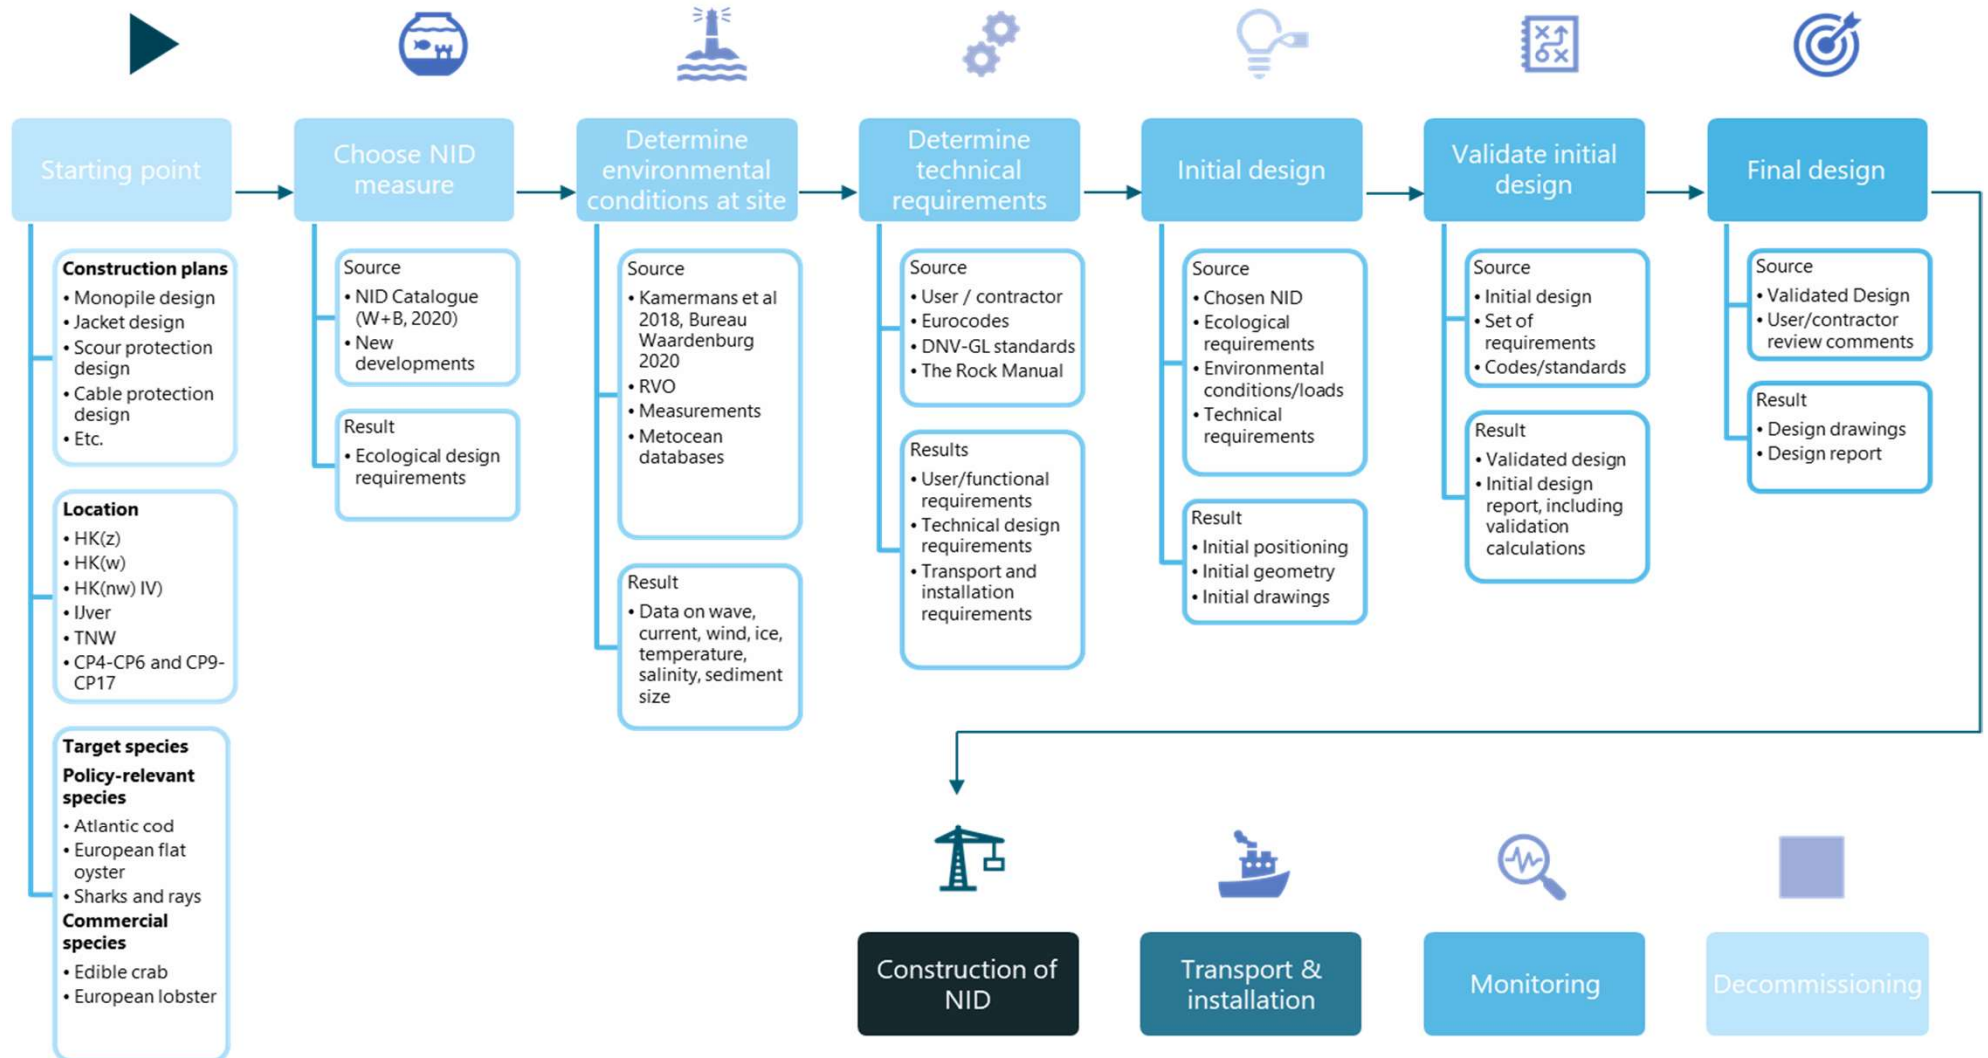 Starting point
Construction plans
• Monopile design
• Jacket design
• Scour protection
design
• Cable protection
design
• Etc.
Location
• HK(z)
• HK(w)
• HK(nw) IV)
• IJver
• TNW
• CP4-CP6 and CP9-
CP17
Target species
Policy-relevant
species
• Atlantic cod
• European flat
oyster
• Sharks and rays
Commercial
species
• Edible crab
• European lobster
Choose NID
measure
Source
• NID Catalogue
(W+B, 2020)
• New
developments
Result
• Ecological design
requirements
Determine
environmental
conditions at site
Source
• Kamermans et al
2018, Bureau
Waardenburg
2020
• RVO
• Measurements
• Metocean
databases
Result
• Data on wave,
current, wind, ice,
temperature,
salinity, sediment
size
Determine
technical
requirements
Source
• User / contractor
• Eurocodes
• DNV-GL standards
• The Rock Manual
Results
• User/functional
requirements
• Technical design
requirements
• Transport and
installation
requirements
Initial design
Source
• Chosen NID
• Ecological
requirements
• Environmental
conditions/loads
• Technical
requirements
Result
• Initial positioning
• Initial geometry
• Initial drawings
Validate initial
design
Source
• Initial design
• Set of
requirements
• Codes/standards
Result
• Validated design
• Initial design
report, including
validation
calculations
Final design
Source
• Validated Design
• User/contractor
review comments
Result
• Design drawings
• Design report
Construction of
NID
Transport &
installation
Monitoring
Decommissioning